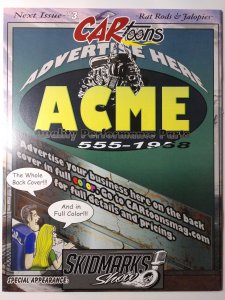 Next Issue- #3
Rat Rods & Jalopies
CARtoons
ADVERTISE HERE
ACME
Quality Performance Parts
555-1968
Advertise your business here on the back
cover in full COLOR. Go to CARtoonsmag.com
for full details and pricing.
The Whole
Back Cover!!!
And in
Full Color!!!
SPECIAL APPEARANCE:
SKIDMARKS
Show